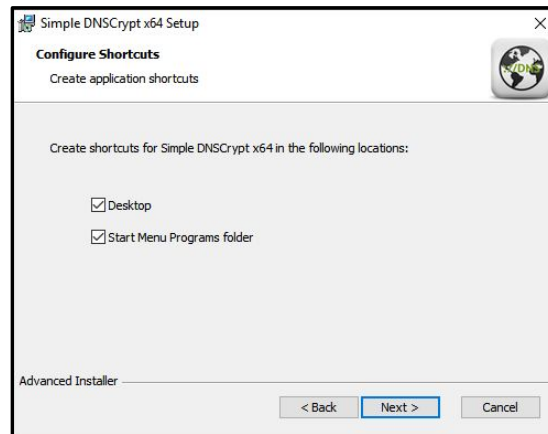 Simple DNSCrypt x64 Setup
Configure Shortcuts
Create application shortcuts
://DNS
Create shortcuts for Simple DNSCrypt x64 in the following locations:
Desktop
Start Menu Programs folder
Advanced Installer
< Back Next > Cancel